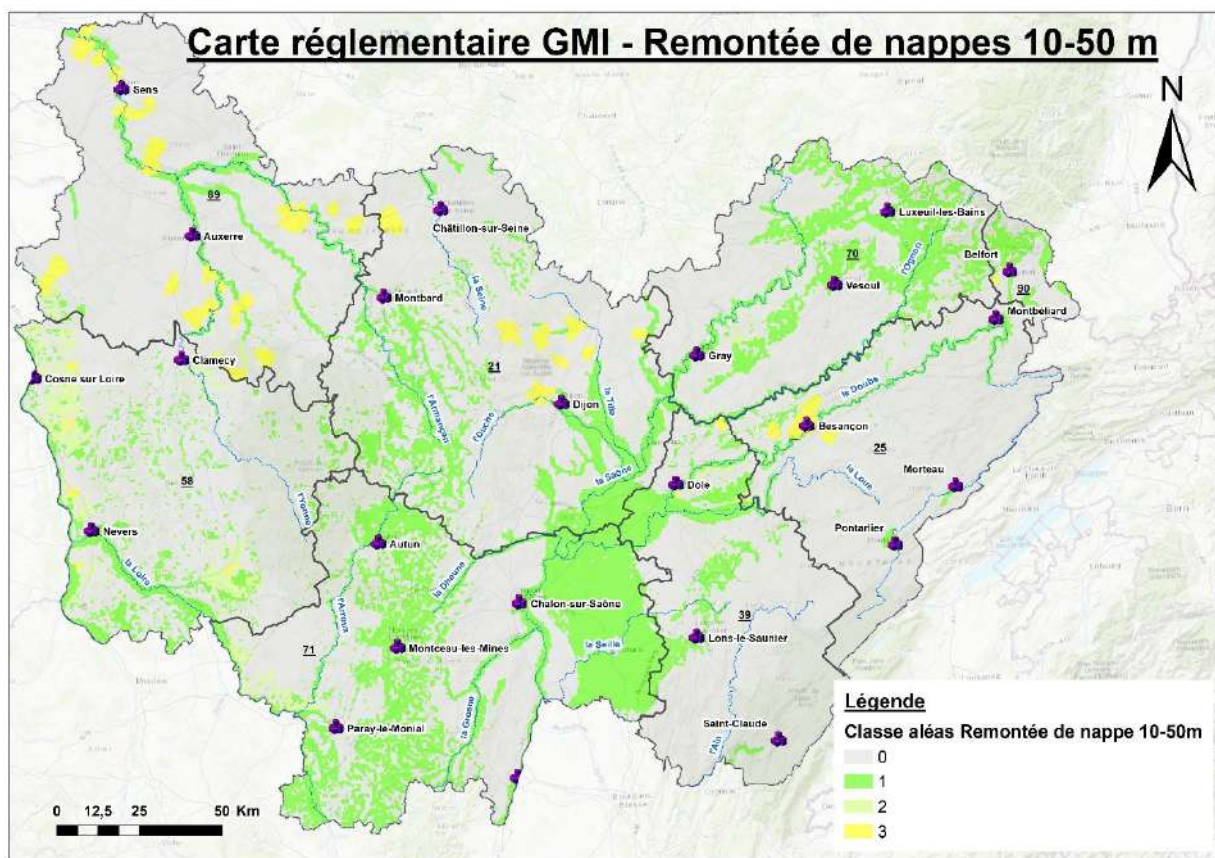 Carte réglementaire GMI - Remontée de nappes 10-50 m
N
Sens
89
Auxerre
Châtillon-sur-Seine
la Seine
Luxeuil-les-Bains
l'Ognon
Belfort
70
90
Vesoul
Montbéliard
Montbard
Gray
Clamecy
Cosne sur Loire
21
l'Armançon
l'Ouche
Dijon
la Tille
le Doubs
Besançon
25
la Loue
Morteau
58
l'Yonne
la Saône
Dole
Pontarlier
Nevers
la Loire
Autun
la Dheune
l'Arroux
Chalon-sur-Saône
39
Lons-le-Saunier
la Seille
71
Montceau-les-Mines
la Grosne
Paray-le-Monial
Saint-Claude
l'Ain
0 12,5 25 50 Km
Légende
Classe aléas Remontée de nappe 10-50m
0
1
2
3